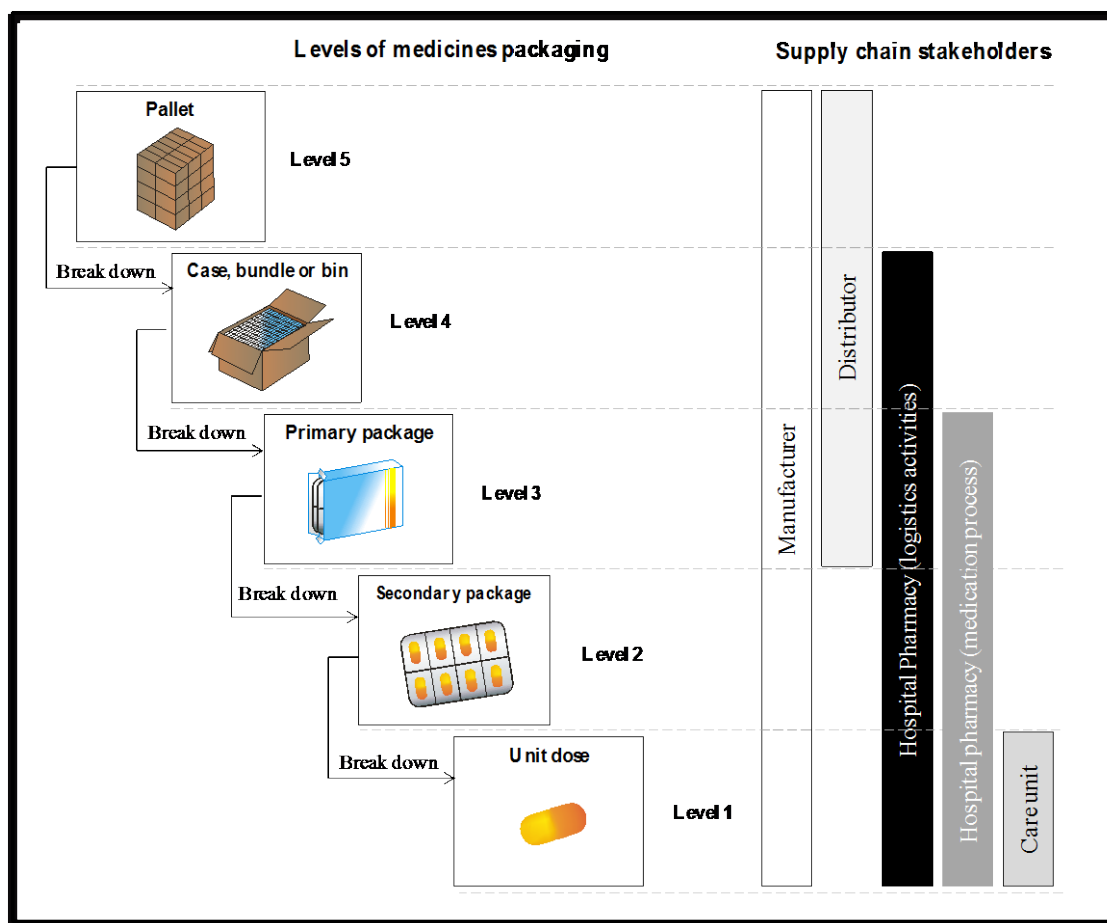 Levels of medicines packaging
Supply chain stakeholders
Pallet
Level 5
Break down
Case, bundle or bin
Level 4
Break down
Primary package
Level 3
Break down
Secondary package
Level 2
Break down
Unit dose
Level 1
Manufacturer
Distributor
Hospital Pharmacy (logistics activities)
Hospital pharmacy (medication process)
Care unit